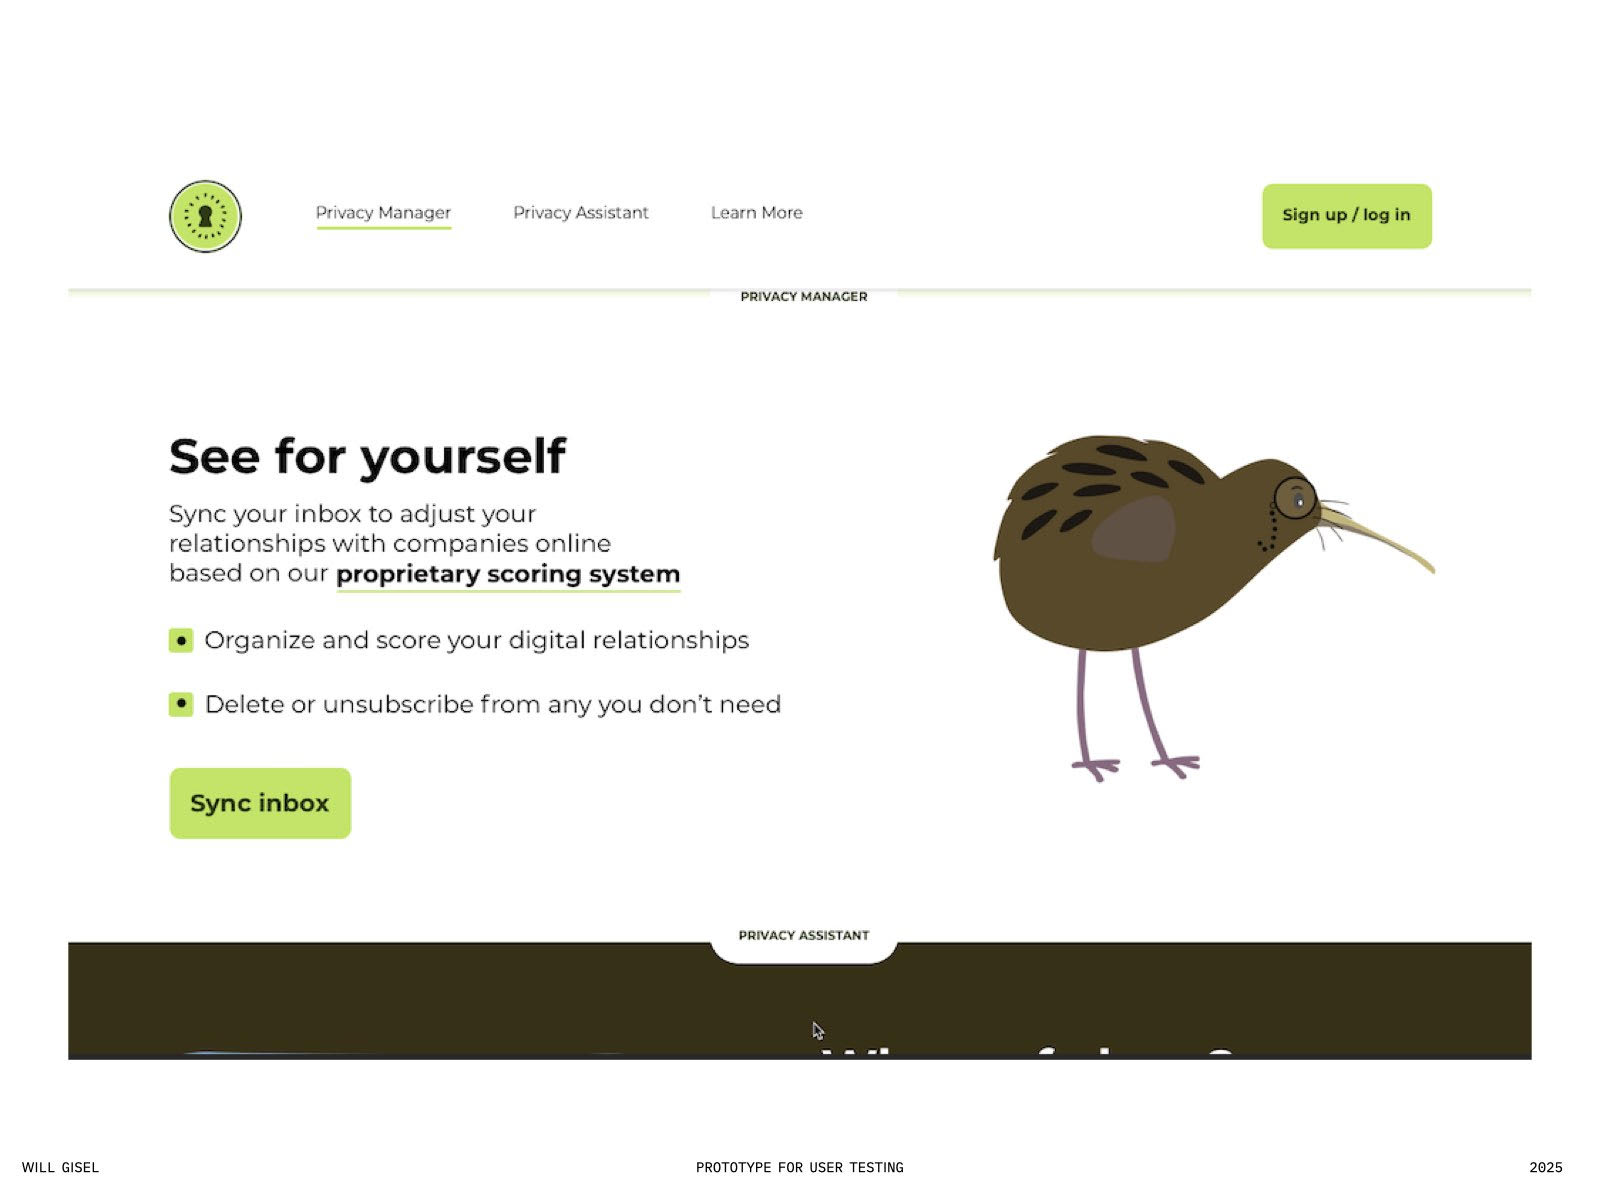 Privacy Manager
Privacy Assistant
Learn More
Sign up / log in
PRIVACY MANAGER
See for yourself
Sync your inbox to adjust your
relationships with companies online
based on our proprietary scoring system
Organize and score your digital relationships
Delete or unsubscribe from any you don’t need
Sync inbox
PRIVACY ASSISTANT
WILL GISEL
PROTOTYPE FOR USER TESTING
2025